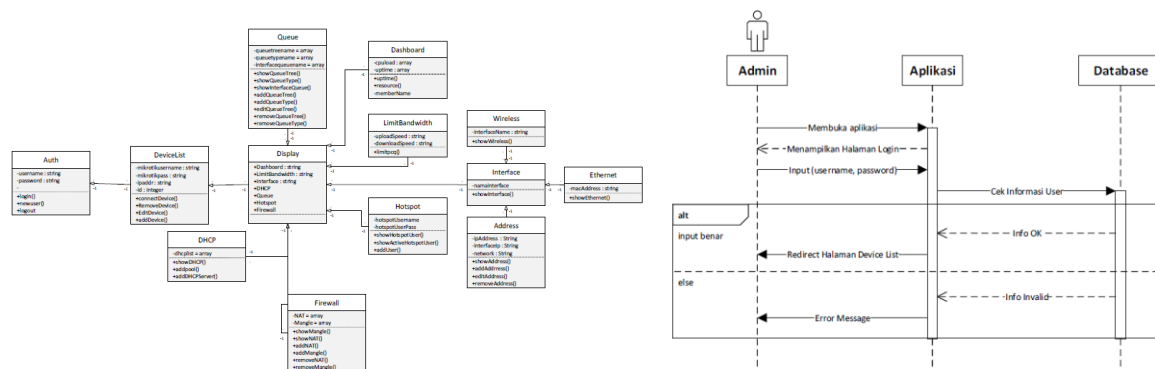 Queue
-queuetreename = array
-queuetypename = array
-interfacequeuename = array
+showQueueTree()
+showQueueType()
+showInterfaceQueue()
+addQueueTree()
+addQueueType()
+editQueueTree()
+removeQueueTree()
+removeQueueType()
Dashboard
-cpuload : array
-uptime : array
+uptime()
+resource()
-memberName
LimitBandwidth
-uploadSpeed : string
-downloadSpeed : string
+limitpcq()
Wireless
-interfaceName : string
+showWireless()
Auth
-username : string
-password : string
-
+login()
+newuser()
+logout
DeviceList
-mikrotikusername : string
-mikrotikpass : string
-ipaddr : string
-id : integer
+connectDevice()
+RemoveDevice()
+EditDevice()
+addDevice()
Display
+Dashboard : string
+LimitBandwidth : string
+Interface : string
+DHCP
+Queue
+Hotspot
+Firewall
Interface
-namainterface
+showInterface()
Ethernet
-macAddress : string
+showEthernet()
Hotspot
-hotspotUsername
-hotspotUserPass
+showHotspotUser()
+showActiveHotspotUser()
+addUser()
Address
-ipAddress : String
-interfaceIp : String
-network : String
+showAddress()
+addAddrress()
+editAddress()
+removeAddress()
DHCP
-dhcplist = array
+showDHCP()
+addpool()
+addDHCPServer()
Firewall
-NAT = array
-Mangle = array
+showMangle()
+showNAT()
+addNAT()
+addMangle()
+removeNAT()
+removeMangle()
Admin
Aplikasi
Database
Membuka aplikasi
Menampilkan Halaman Login
Input (username, password)
Cek Informasi User
alt
input benar
Info OK
Redirect Halaman Device List
else
Info Invalid
Error Message